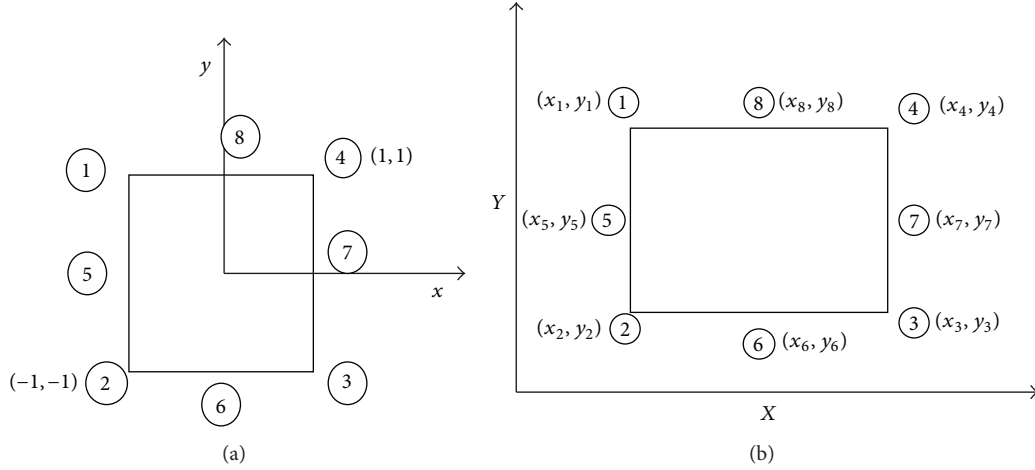 y
8
4 (1, 1)
1
7
5
x
(−1, −1) 2
3
6
(a)
(x₁, y₁) 1
8 (x₈, y₈)
4 (x₄, y₄)
Y
(x₅, y₅) 5
7 (x₇, y₇)
(x₂, y₂) 2
3 (x₃, y₃)
6 (x₆, y₆)
X
(b)